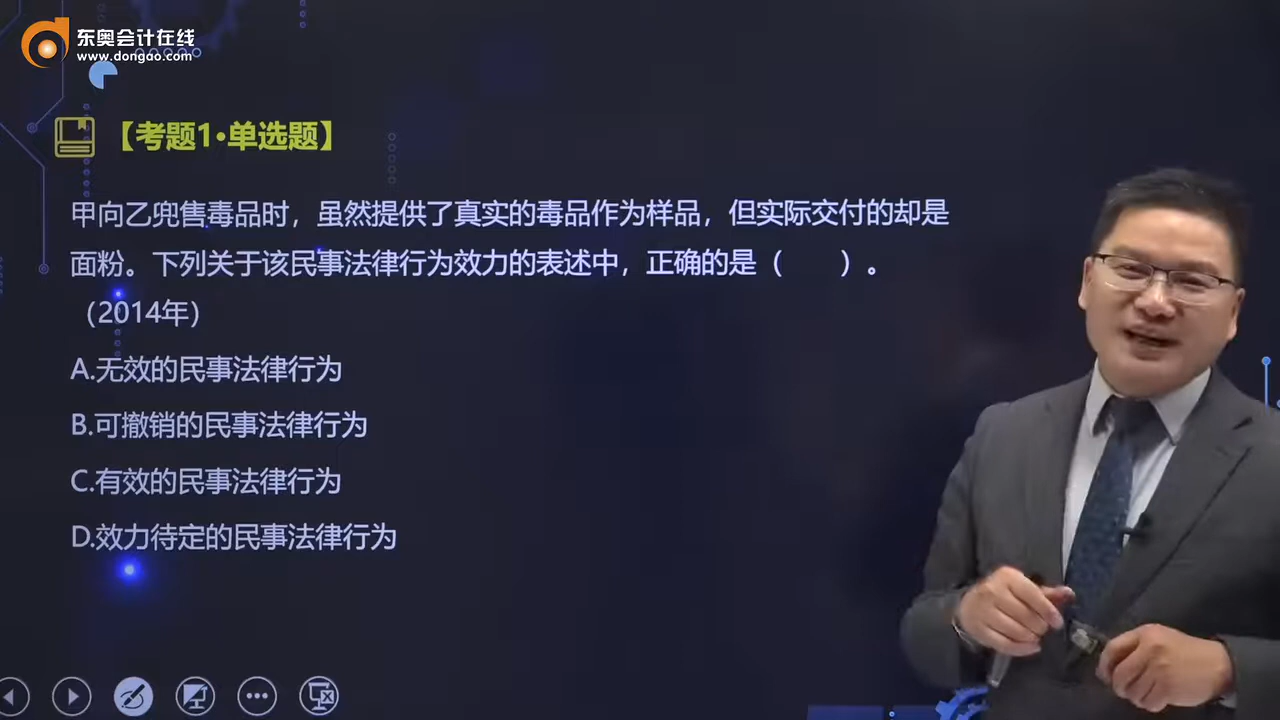 东奥会计在线
www.dongao.com
【考题1·单选题】
甲向乙兜售毒品时，虽然提供了真实的毒品作为样品，但实际交付的却是
面粉。下列关于该民事法律行为效力的表述中，正确的是（　　）。
（2014年）
A.无效的民事法律行为
B.可撤销的民事法律行为
C.有效的民事法律行为
D.效力待定的民事法律行为